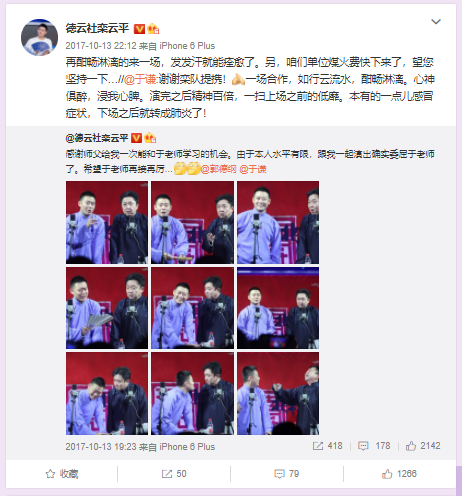 德云社栾云平
2017-10-13 22:12 来自 iPhone 6 Plus
再酣畅淋漓的来一场，发发汗就能痊愈了。另，咱们单位煤火费快下来了，望您
坚持一下...//@于谦:谢谢栾队提携！一场合作，如行云流水，酣畅淋漓。心神
俱醉，浸我心脾。演完之后精神百倍，一扫上场之前的低靡。本有的一点儿感冒
症状，下场之后就转成肺炎了！
@德云社栾云平
感谢师父给我一次能和于老师学习的机会。由于本人水平有限，跟我一起演出确实委屈于老师
了。希望于老师再接再厉...@郭德纲 @于谦
2017-10-13 19:23 来自 iPhone 6 Plus
418
178
2142
收藏
50
79
1266